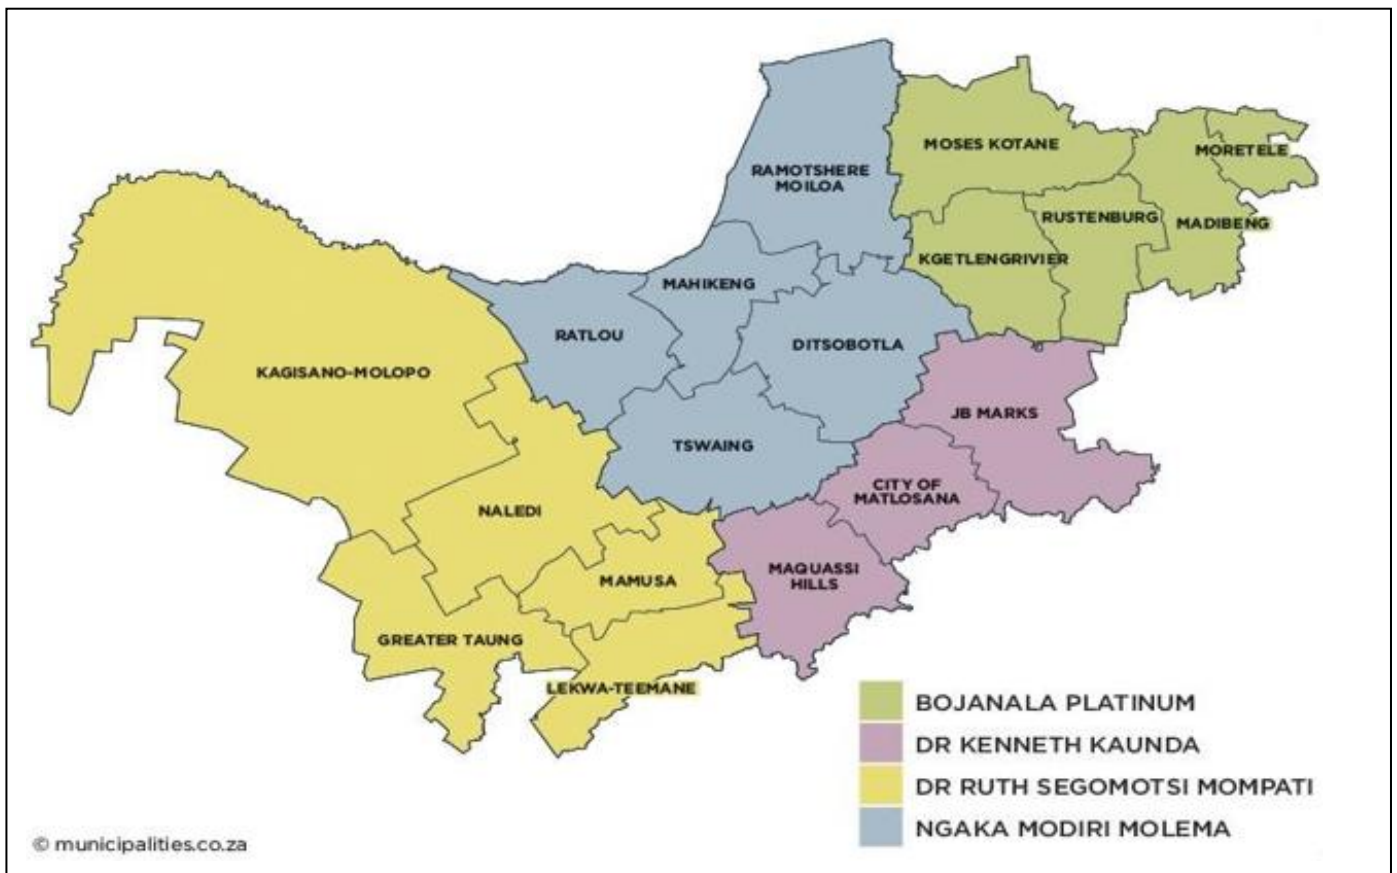 MOSES KOTANE
MORETELE
RAMOTSHERE
MOILOA
RUSTENBURG
MADIBENG
KGETLENGRIVIER
MAHIKENG
RATLOU
DITSOBOTLA
KAGISANO-MOLOPO
JB MARKS
TSWAING
CITY OF
MATLOSANA
NALEDI
MAQUASSI
HILLS
MAMUSA
GREATER TAUNG
LEKWA-TEEMANE
BOJANALA PLATINUM
DR KENNETH KAUNDA
DR RUTH SEGOMOTSI MOMPATI
NGAKA MODIRI MOLEMA
© municipalities.co.za